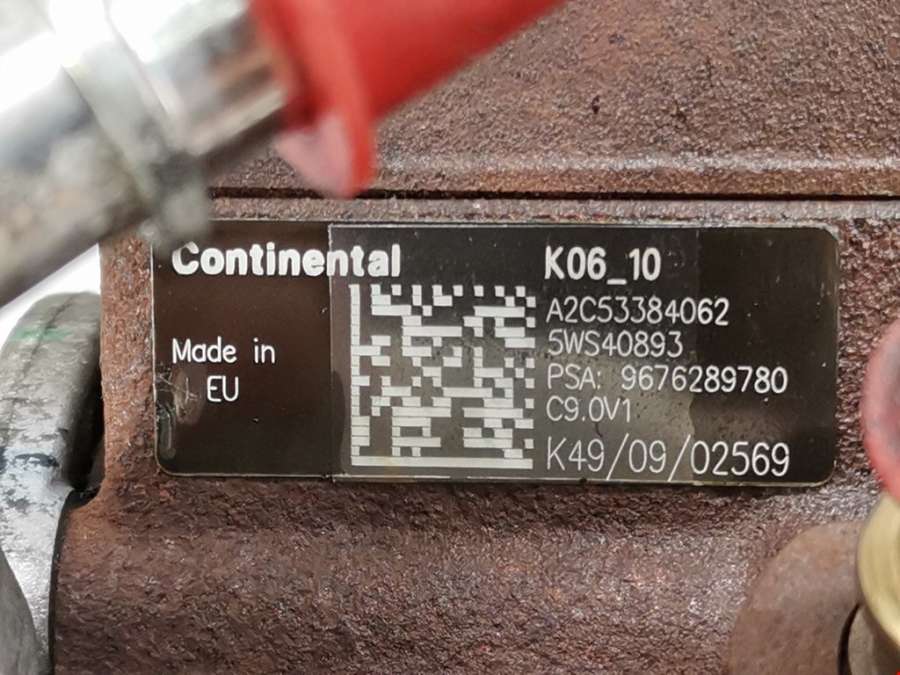 Continental
Made in
EU
K06_10
A2C53384062
5WS40893
PSA: 9676289780
C9.0V1
K49/09/02569